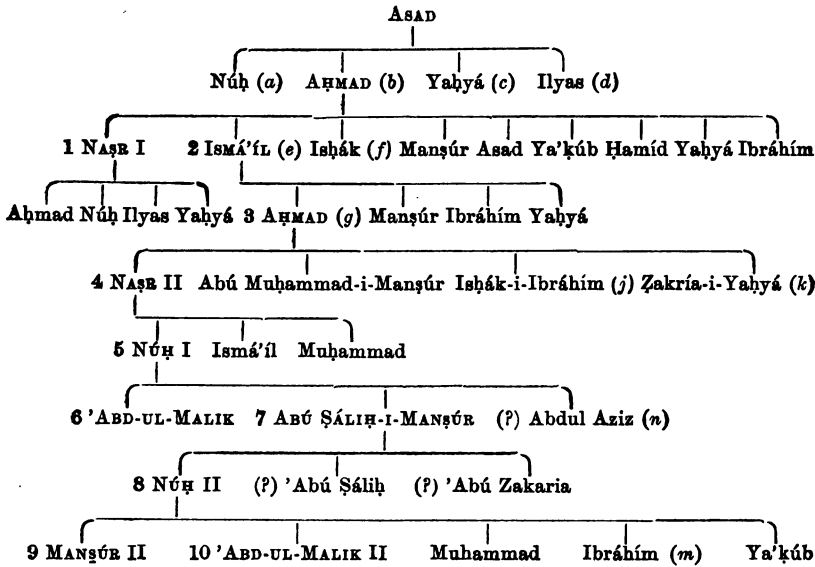 ASAD
Núḥ (a) AḤMAD (b) Yaḥyá (c) Ilyas (d)
1 NAṢR I 2 ISMÁ'ÍL (e) Isḥák (f) Manṣúr Asad Ya'ḳúb Ḥamíd Yaḥyá Ibráhím
Aḥmad Núḥ Ilyas Yaḥyá 3 AḤMAD (g) Manṣúr Ibráhím Yaḥyá
4 NAṢR II Abú Muḥammad-i-Manṣúr Isḥák-i-Ibráhím (j) Ẓakría-i-Yaḥyá (k)
5 NÚḤ I Ismá'íl Muḥammad
6 'ABD-UL-MALIK 7 ABÚ ṢÁLIḤ-I-MANṢÚR (?) Abdul Aziz (n)
8 NÚḤ II (?) 'Abú Ṣáliḥ (?) 'Abú Zakaria
9 MANṢÚR II 10 'ABD-UL-MALIK II Muhammad Ibráhím (m) Ya'ḳúb